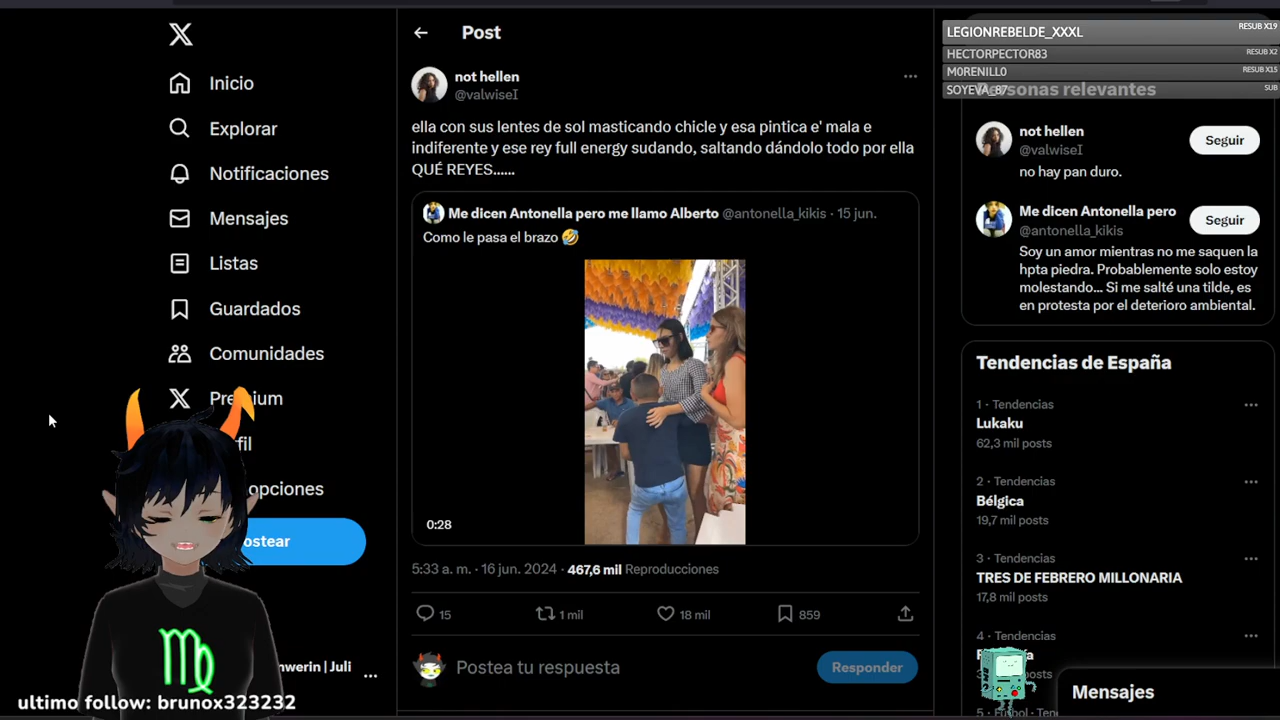 Inicio
Explorar
Notificaciones
Mensajes
Listas
Guardados
Comunidades
Premium
opciones
ostear
nwerin | Juli
ultimo follow: brunox323232
Post
not hellen
@valwiseI
ella con sus lentes de sol masticando chicle y esa pintica e' mala e
indiferente y ese rey full energy sudando, saltando dándolo todo por ella
QUÉ REYES......
Me dicen Antonella pero me llamo Alberto @antonella_kikis · 15 jun.
Como le pasa el brazo 🤣
0:28
5:33 a. m. · 16 jun. 2024 · 467,6 mil Reproducciones
15 1 mil 18 mil 859
Postea tu respuesta
Responder
LEGIONREBELDE_XXXL RESUB X19
HECTORPECTOR83 RESUB X2
M0RENILL0 RESUB X15
SOYEVA_87 SUB
Personas relevantes
not hellen
@valwiseI
Seguir
no hay pan duro.
Me dicen Antonella pero
@antonella_kikis
Seguir
Soy un amor mientras no me saquen la
hpta piedra. Probablemente solo estoy
molestando... Si me salté una tilde, es
en protesta por el deterioro ambiental.
Tendencias de España
1 · Tendencias
Lukaku
62,3 mil posts
2 · Tendencias
Bélgica
19,7 mil posts
3 · Tendencias
TRES DE FEBRERO MILLONARIA
17,8 mil posts
4 · Tendencias
5 · Fútbol · Ten
Mensajes